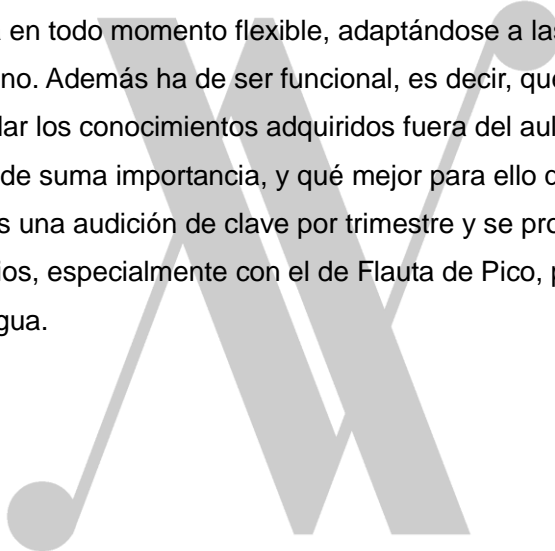 en todo momento flexible, adaptándose a las
no. Además ha de ser funcional, es decir, que
lar los conocimientos adquiridos fuera del aul
de suma importancia, y qué mejor para ello q
s una audición de clave por trimestre y se pro
ios, especialmente con el de Flauta de Pico, p
gua.